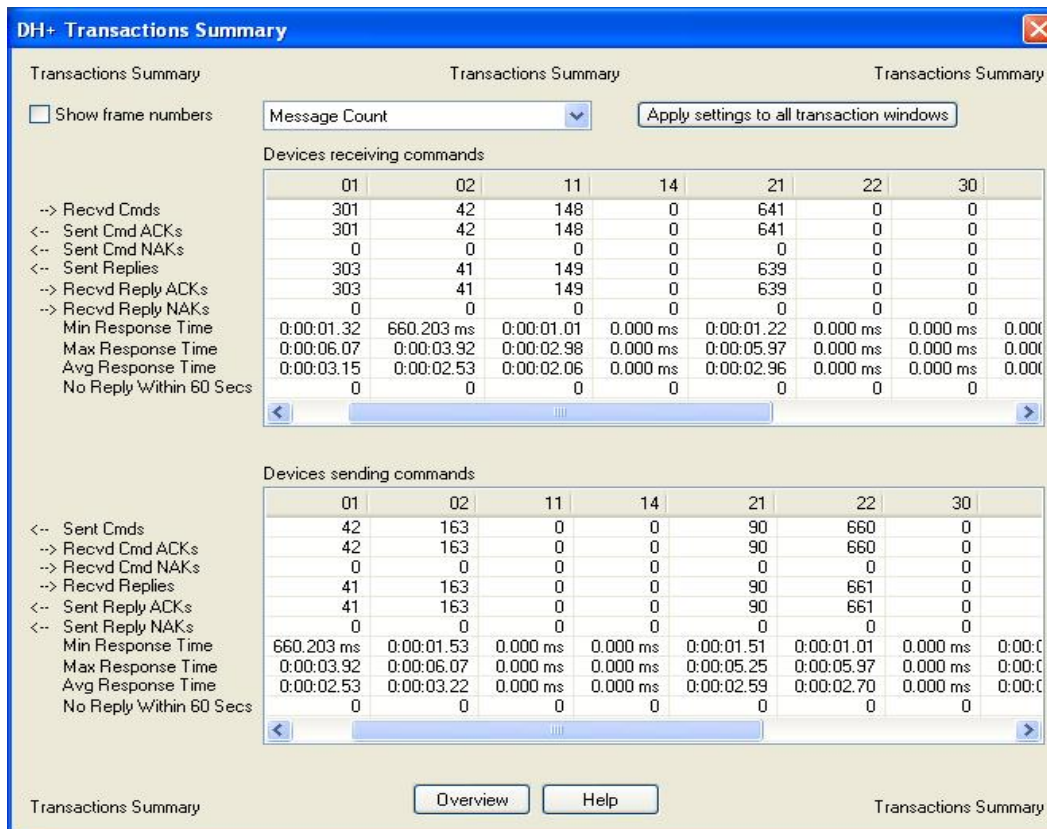 DH+ Transactions Summary
Transactions Summary Transactions Summary Transactions Summary
Show frame numbers Message Count Apply settings to all transaction windows
Devices receiving commands
01 02 11 14 21 22 30
--> Recvd Cmds 301 42 148 0 641 0 0
<-- Sent Cmd ACKs 301 42 148 0 641 0 0
<-- Sent Cmd NAKs 0 0 0 0 0 0 0
<-- Sent Replies 303 41 149 0 639 0 0
--> Recvd Reply ACKs 303 41 149 0 639 0 0
--> Recvd Reply NAKs 0 0 0 0 0 0 0
Min Response Time 0:00:01.32 660.203 ms 0:00:01.01 0.000 ms 0:00:01.22 0.000 ms 0.000 ms 0.00
Max Response Time 0:00:06.07 0:00:03.92 0:00:02.98 0.000 ms 0:00:05.97 0.000 ms 0.000 ms 0.00
Avg Response Time 0:00:03.15 0:00:02.53 0:00:02.06 0.000 ms 0:00:02.96 0.000 ms 0.000 ms 0.00
No Reply Within 60 Secs 0 0 0 0 0 0 0
Devices sending commands
01 02 11 14 21 22 30
<-- Sent Cmds 42 163 0 0 90 660 0
--> Recvd Cmd ACKs 42 163 0 0 90 660 0
--> Recvd Cmd NAKs 0 0 0 0 0 0 0
--> Recvd Replies 41 163 0 0 90 661 0
<-- Sent Reply ACKs 41 163 0 0 90 661 0
<-- Sent Reply NAKs 0 0 0 0 0 0 0
Min Response Time 660.203 ms 0:00:01.53 0.000 ms 0.000 ms 0:00:01.51 0:00:01.01 0.000 ms 0:00:
Max Response Time 0:00:03.92 0:00:06.07 0.000 ms 0.000 ms 0:00:05.25 0:00:05.97 0.000 ms 0:00:
Avg Response Time 0:00:02.53 0:00:03.22 0.000 ms 0.000 ms 0:00:02.59 0:00:02.70 0.000 ms 0:00:
No Reply Within 60 Secs 0 0 0 0 0 0 0
Overview Help
Transactions Summary Transactions Summary